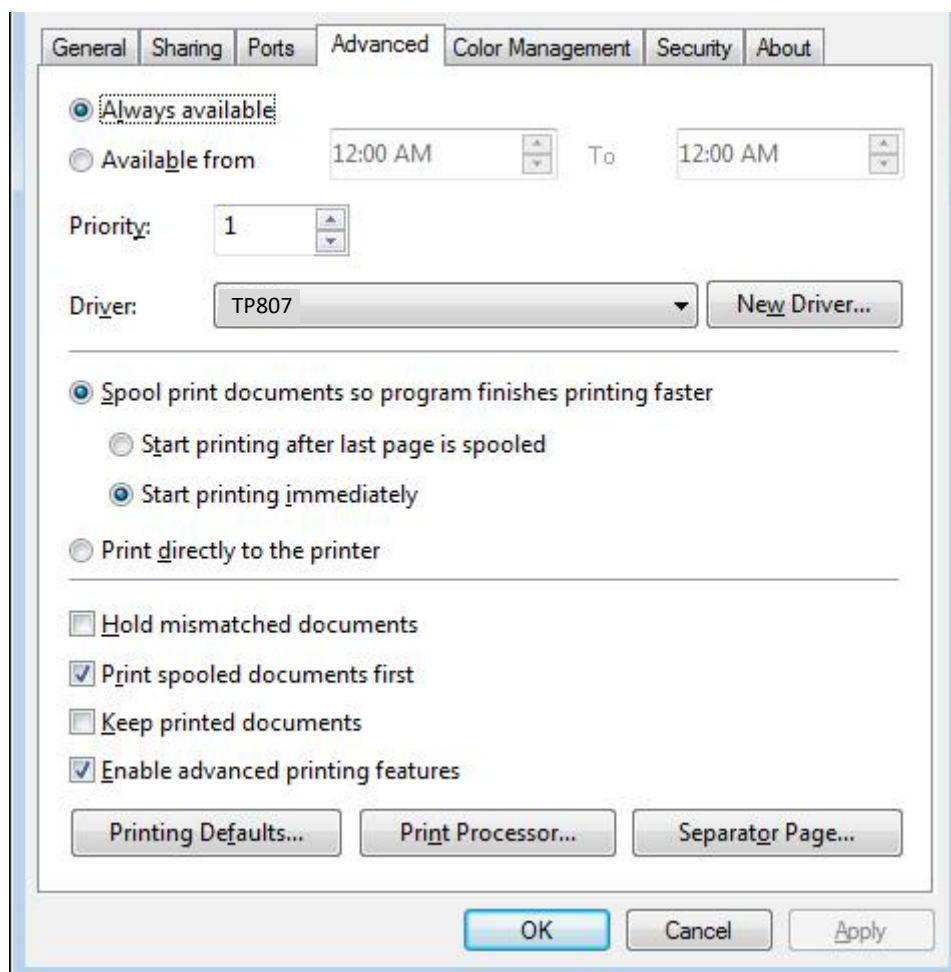 General Sharing Ports Advanced Color Management Security About
Always available
Available from 12:00 AM To 12:00 AM
Priority: 1
Driver: TP807 New Driver...
Spool print documents so program finishes printing faster
Start printing after last page is spooled
Start printing immediately
Print directly to the printer
Hold mismatched documents
Print spooled documents first
Keep printed documents
Enable advanced printing features
Printing Defaults... Print Processor... Separator Page...
OK Cancel Apply